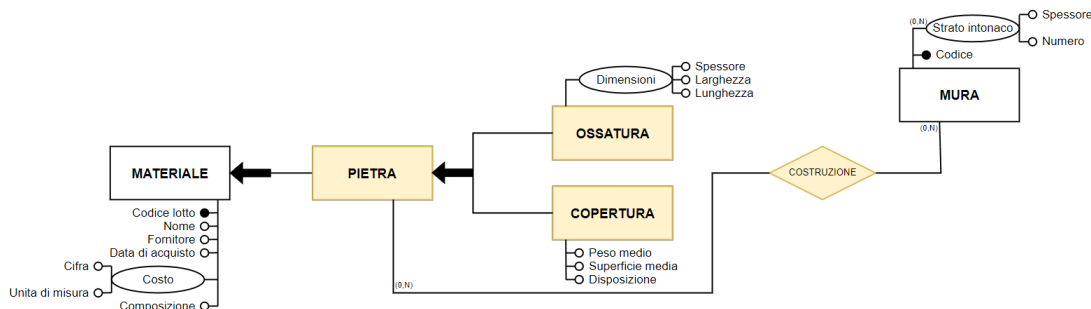 (0,N)
Strato intonaco
Spessore
Numero
Codice
MURA
(0,N)
Dimensioni
Spessore
Larghezza
Lunghezza
OSSATURA
MATERIALE
PIETRA
COSTRUZIONE
COPERTURA
Codice lotto
Nome
Fornitore
Data di acquisto
Cifra
Costo
Unita di misura
Composizione
Peso medio
Superficie media
Disposizione
(0,N)